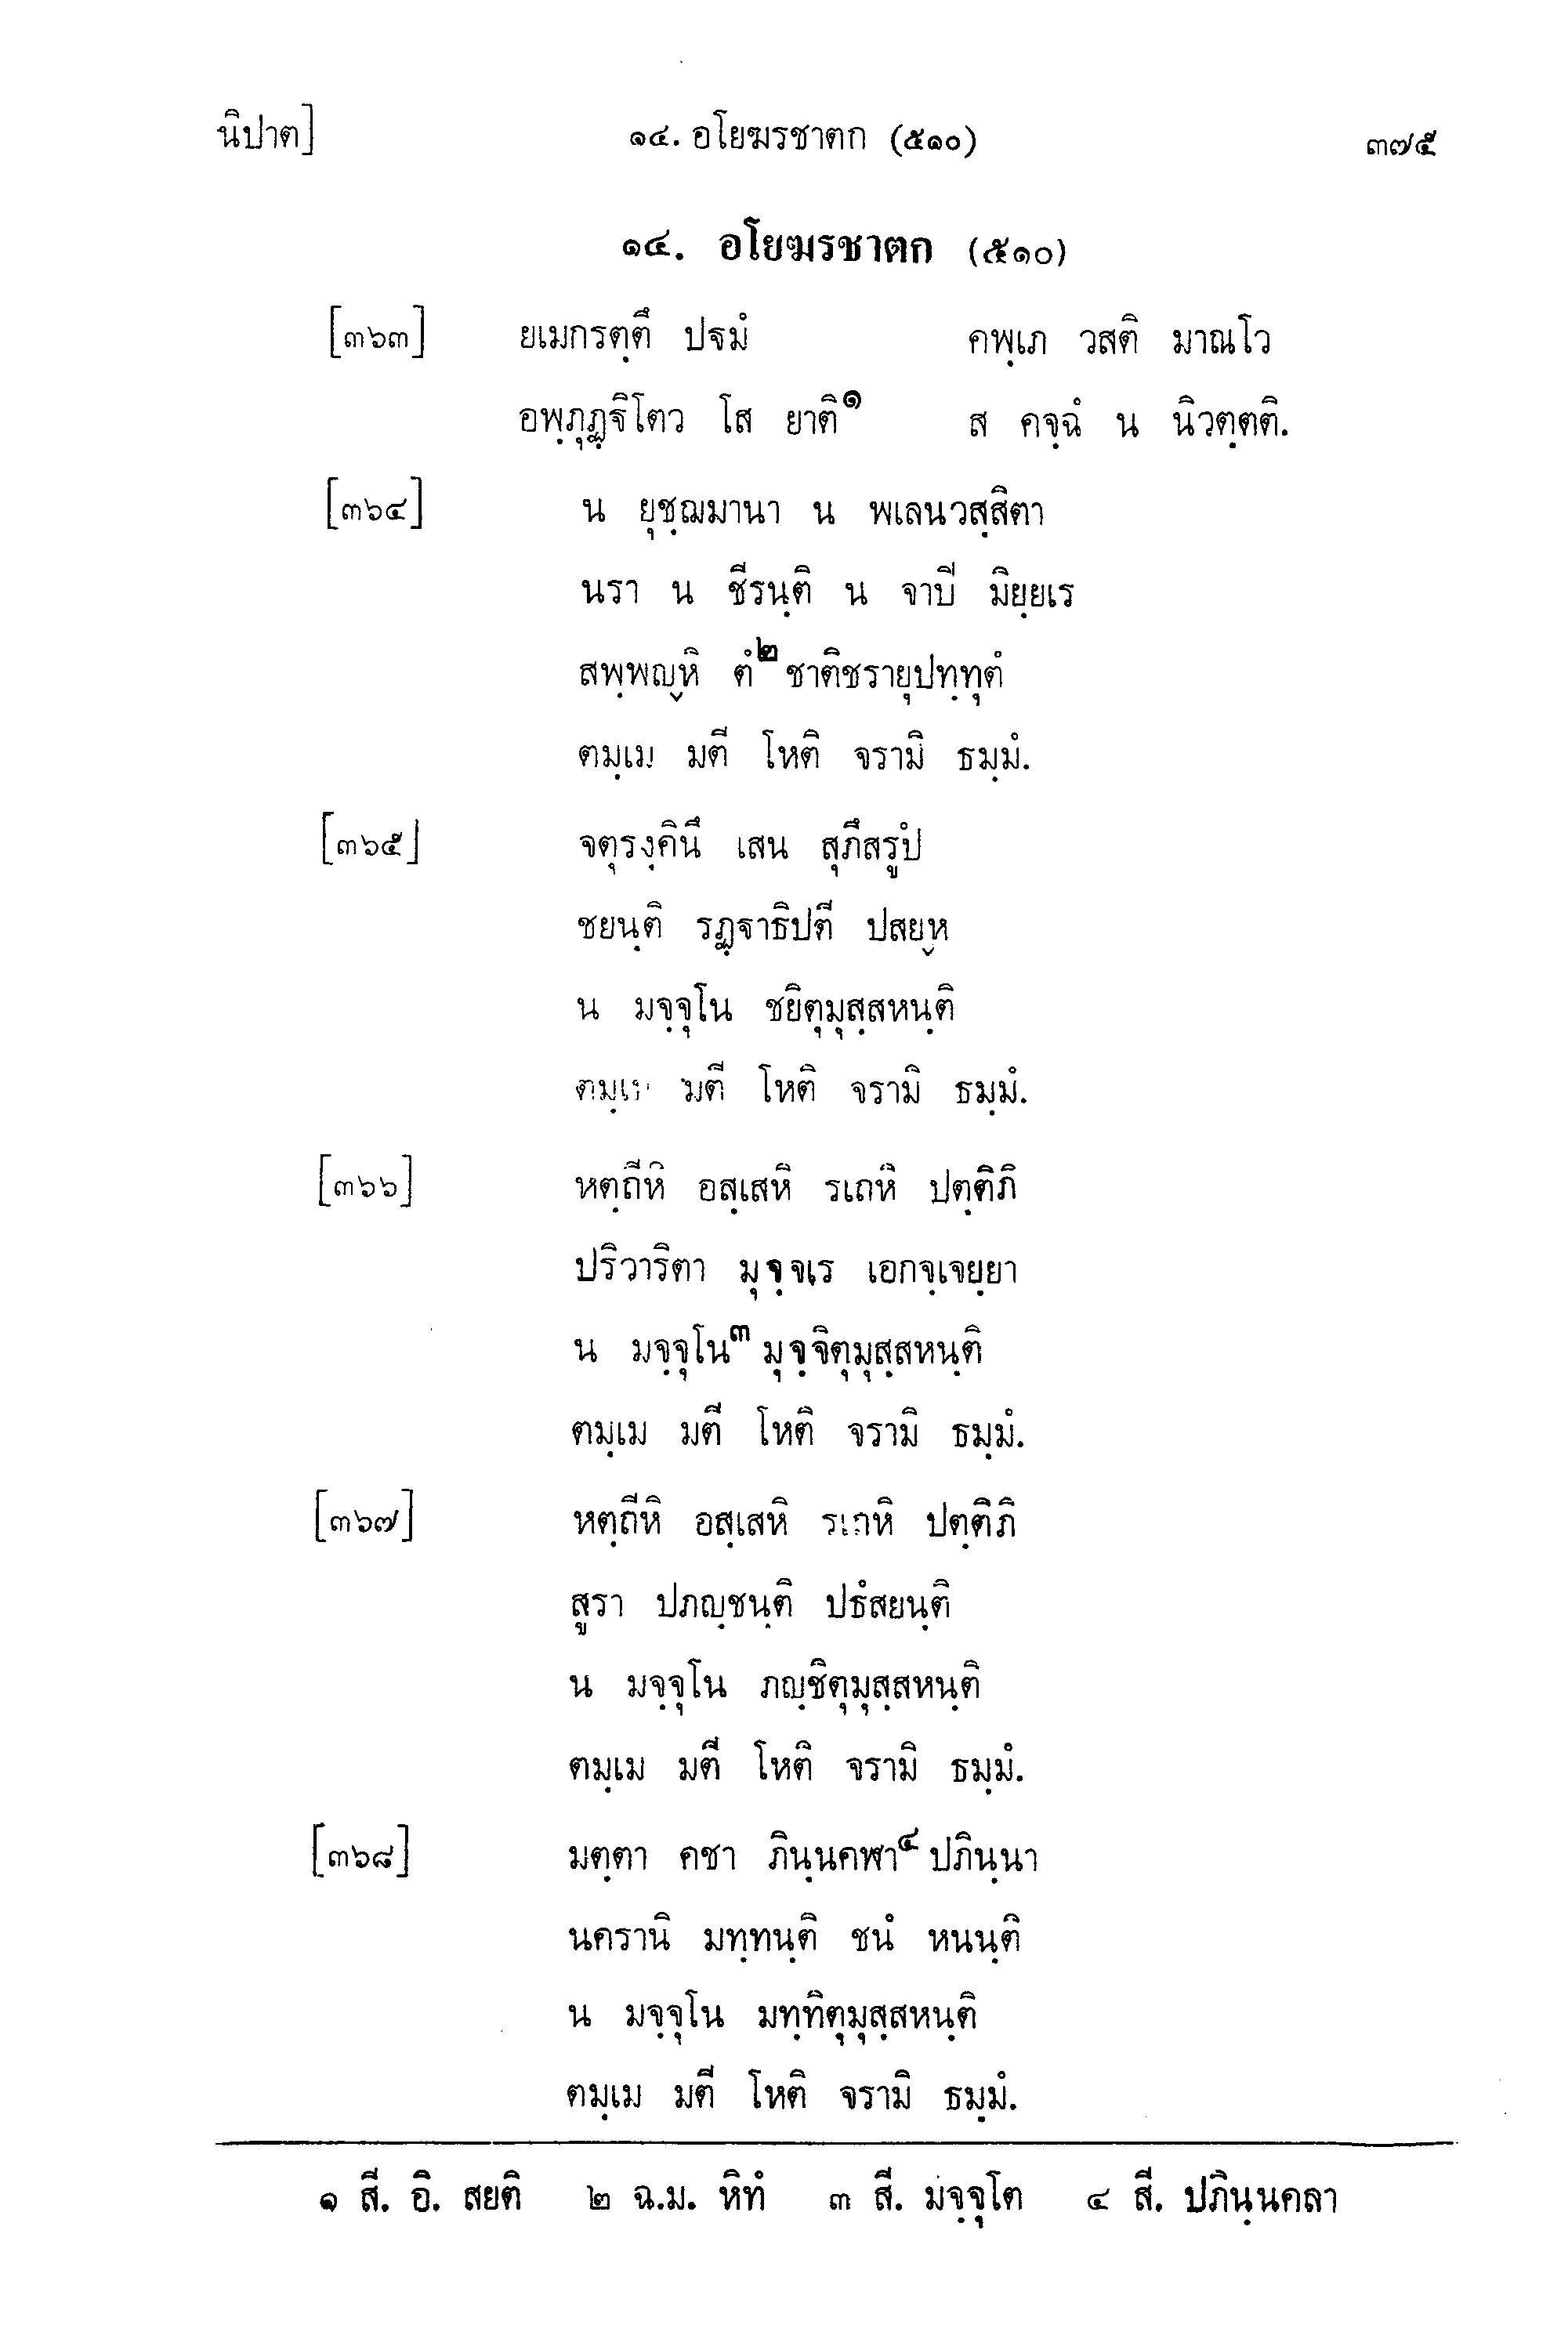 นิปาต] ๑๔. อโยฆรชาตก (๕๑๐) ๓๗๕
๑๔. อโยฆรชาตก (๕๑๐)
[๓๖๓] ยเมกรตฺตึ ปฐมํ คพฺเภ วสติ มาณโว
อพฺภุฏฺฐิโตว โส ยาติ๑ ส คจฺฉํ น นิวตฺตติ.
[๓๖๔] น ยุชฺฌมานา น พเลนวสฺสิตา
นรา น ชีรนฺติ น จาปี มิยฺยเร
สพฺพญฺหิ ตํ๒ ชาติชรายุปทฺทุตํ
ตมฺเม มตี โหติ จรามิ ธมฺมํ.
[๓๖๕] จตุรงฺคินึ เสน สุภึสรูปํ
ชยนฺติ รฏฺฐาธิปตี ปสยฺห
น มจฺจุโน ชยิตุมุสฺสหนฺติ
ตมฺเม มตี โหติ จรามิ ธมฺมํ.
[๓๖๖] หตฺถีหิ อสฺเสหิ รเถหิ ปตฺติภิ
ปริวาริตา มุจฺจเร เอกจฺเจยฺยา
น มจฺจุโน๓ มุจฺจิตุมุสฺสหนฺติ
ตมฺเม มตี โหติ จรามิ ธมฺมํ.
[๓๖๗] หตฺถีหิ อสฺเสหิ รเถหิ ปตฺติภิ
สูรา ปภญฺชนฺติ ปธํสยนฺติ
น มจฺจุโน ภญฺชิตุมุสฺสหนฺติ
ตมฺเม มตี โหติ จรามิ ธมฺมํ.
[๓๖๘] มตฺตา คชา ภินฺนคฬา๔ ปภินฺนา
นครานิ มทฺทนฺติ ชนํ หนนฺติ
น มจฺจุโน มทฺทิตุมุสฺสหนฺติ
ตมฺเม มตี โหติ จรามิ ธมฺมํ.
๑ สี. อิ. สยติ ๒ ฉ.ม. หิทํ ๓ สี. มจฺจุโต ๔ สี. ปภินฺนคลา